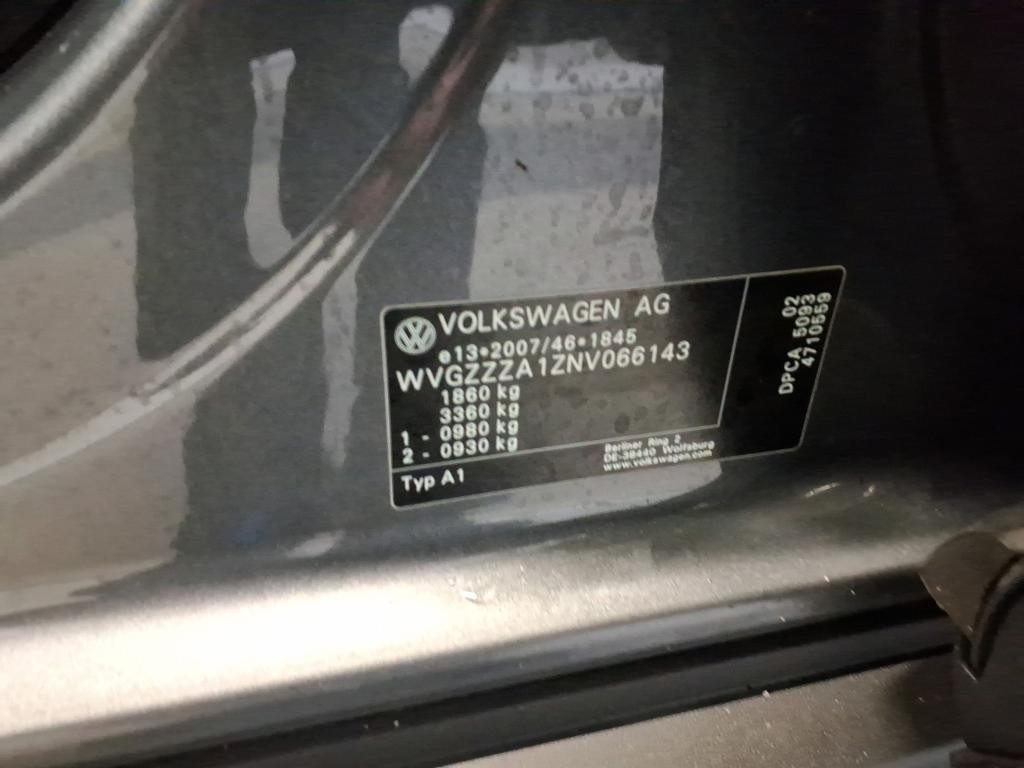 VOLKSWAGEN AG
e13*2007/46*1845
WVGZZZA1ZNV066143
1860 kg
3360 kg
1 - 0980 kg
2 - 0930 kg
Typ A1
Berliner Ring 2
DE-38440 Wolfsburg
www.volkswagen.com
02
DPCA 5093
4710559